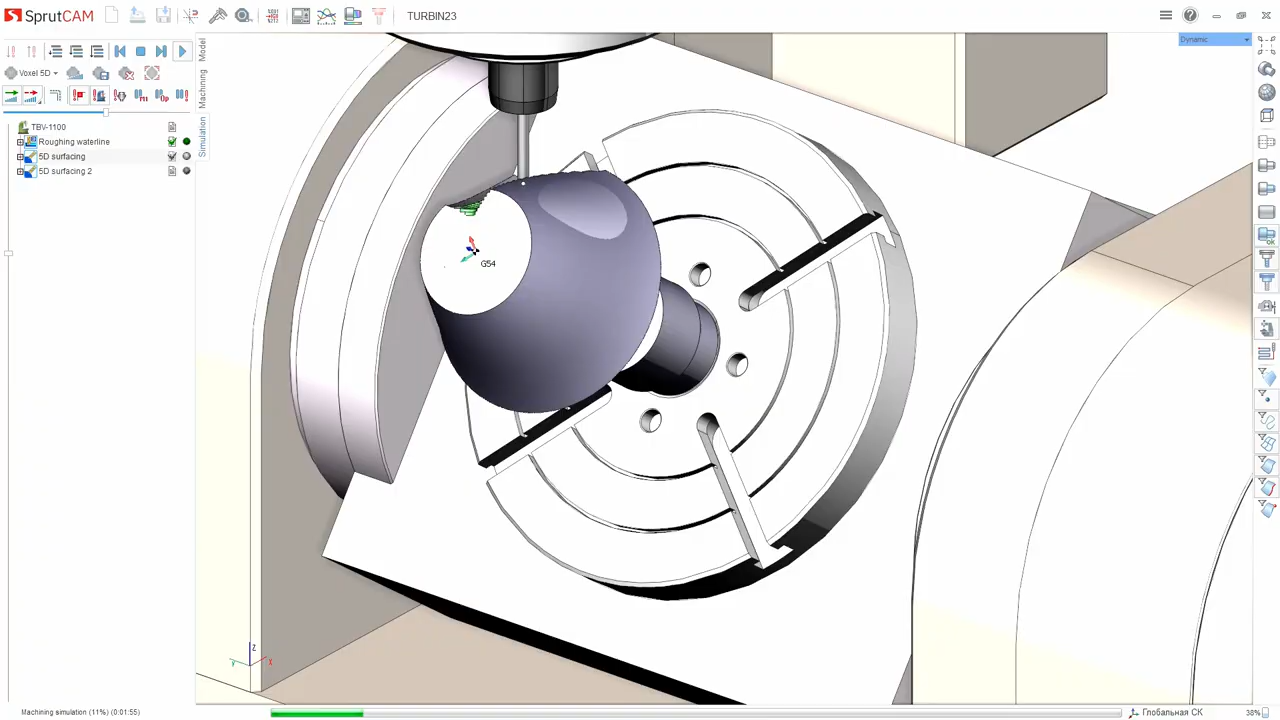 SprutCAM
TURBIN23
Dynamic
Voxel 5D
Model
Machining
Simulation
TBV-1100
Roughing waterline
5D surfacing
5D surfacing 2
G54
Z
Y
X
Machining simulation (11%) (0:01:55)
Глобальная СК
38%